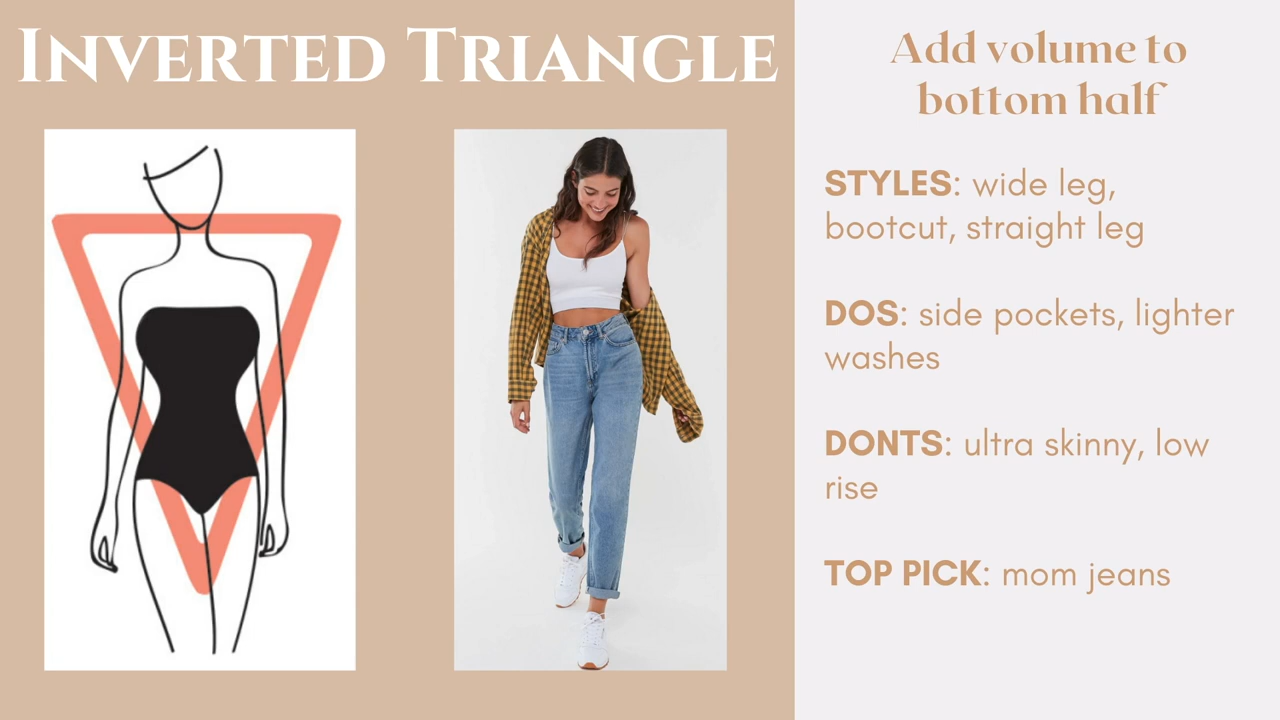 INVERTED TRIANGLE
Add volume to
bottom half
STYLES: wide leg,
bootcut, straight leg
DOS: side pockets, lighter
washes
DONTS: ultra skinny, low
rise
TOP PICK: mom jeans